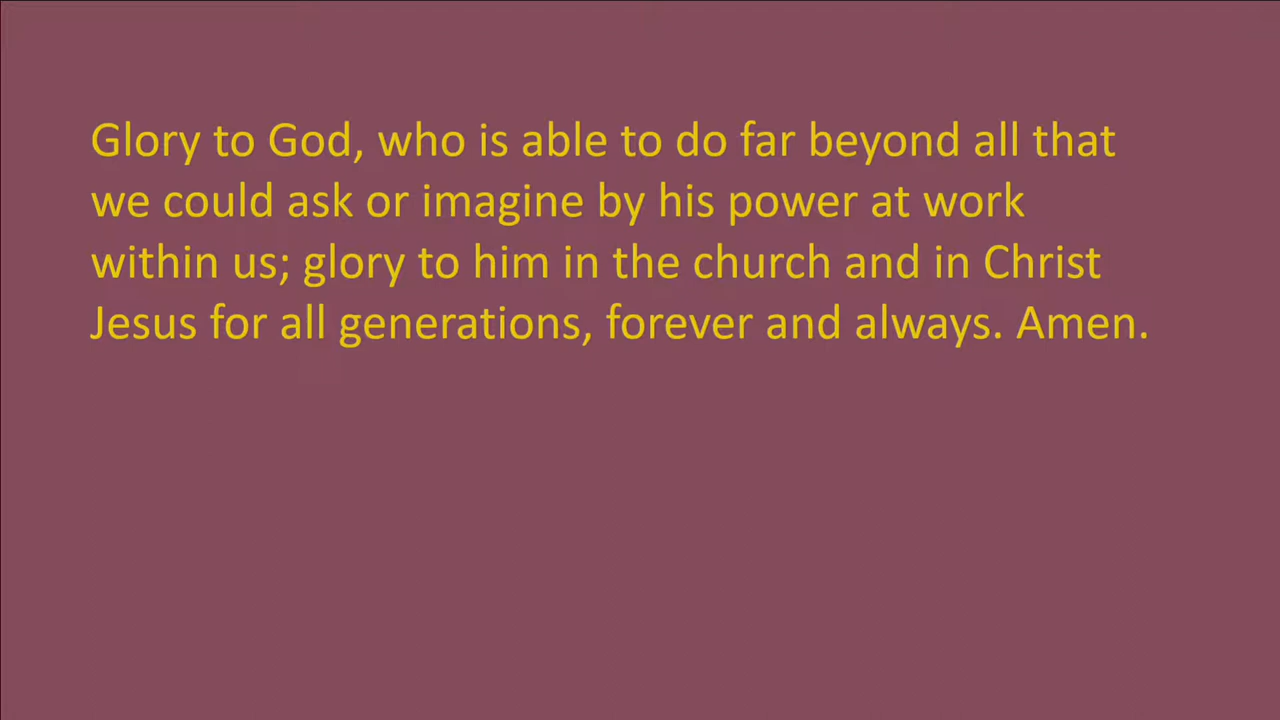 Glory to God, who is able to do far beyond all that
we could ask or imagine by his power at work
within us; glory to him in the church and in Christ
Jesus for all generations, forever and always. Amen.